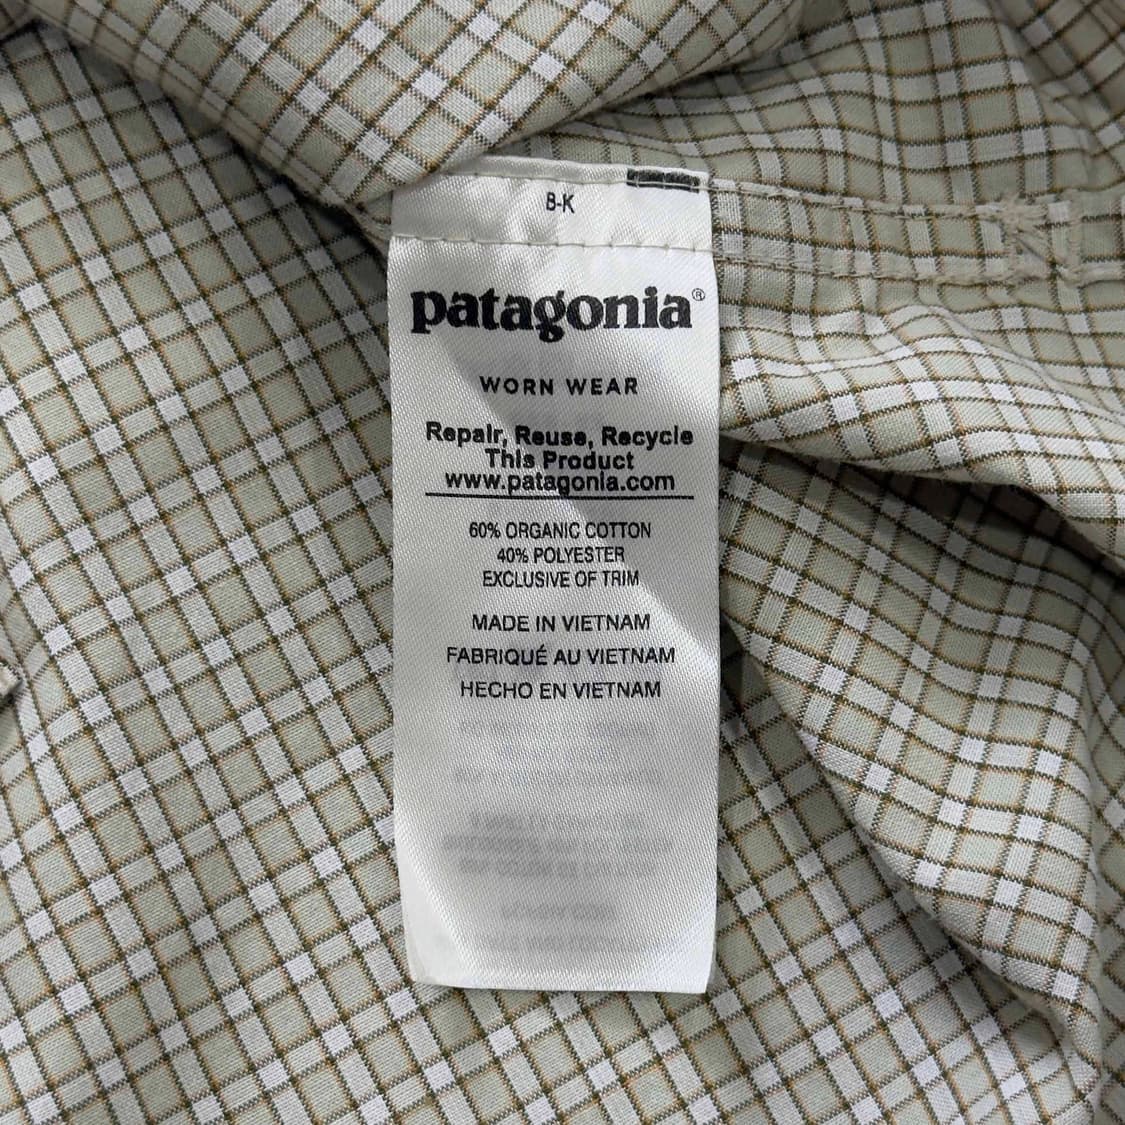 8-K
patagonia®
WORN WEAR
Repair, Reuse, Recycle
This Product
www.patagonia.com
60% ORGANIC COTTON
40% POLYESTER
EXCLUSIVE OF TRIM
MADE IN VIETNAM
FABRIQUÉ AU VIETNAM
HECHO EN VIETNAM